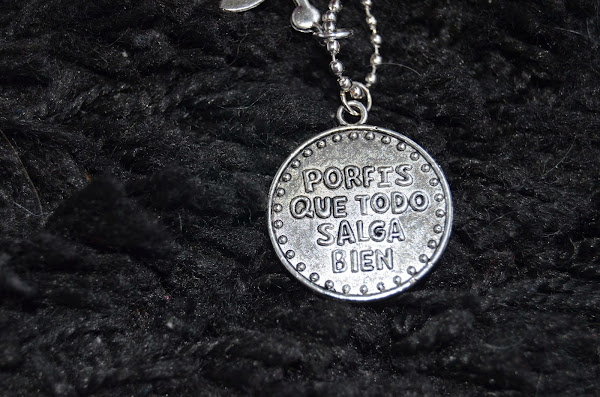 PORFIS
QUE TODO
SALGA
BIEN